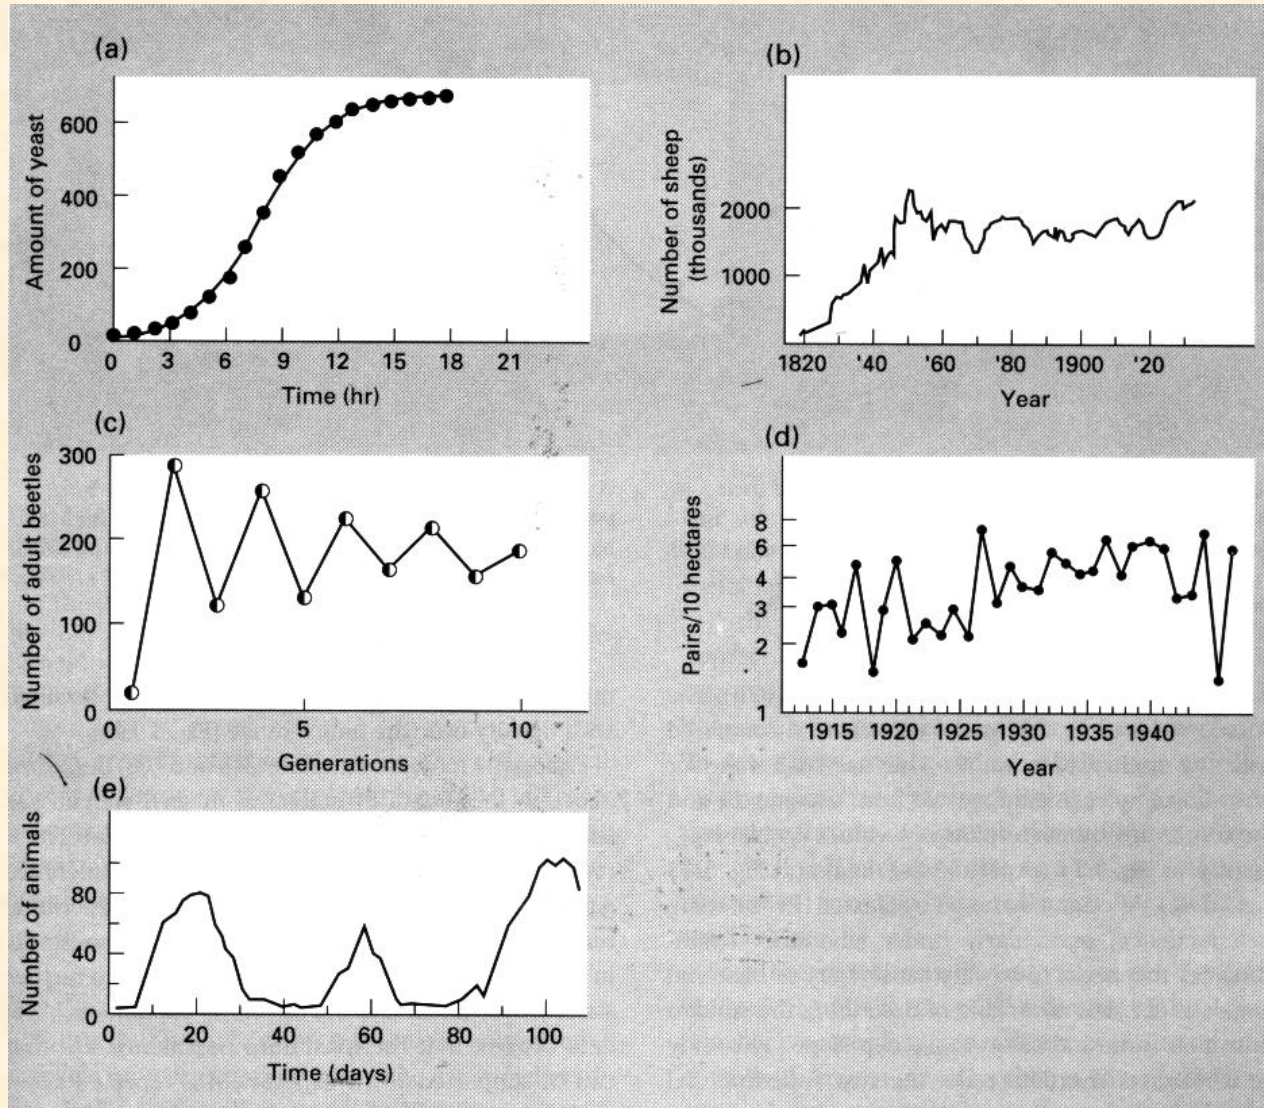 (a)
Amount of yeast
600
400
200
0
0 3 6 9 12 15 18 21
Time (hr)
(b)
Number of sheep
(thousands)
2000
1000
1820 '40 '60 '80 1900 '20
Year
(c)
Number of adult beetles
300
200
100
0
0 5 10
Generations
(d)
Pairs/10 hectares
8
6
4
3
2
1
1915 1920 1925 1930 1935 1940
Year
(e)
Number of animals
80
40
0
0 20 40 60 80 100
Time (days)